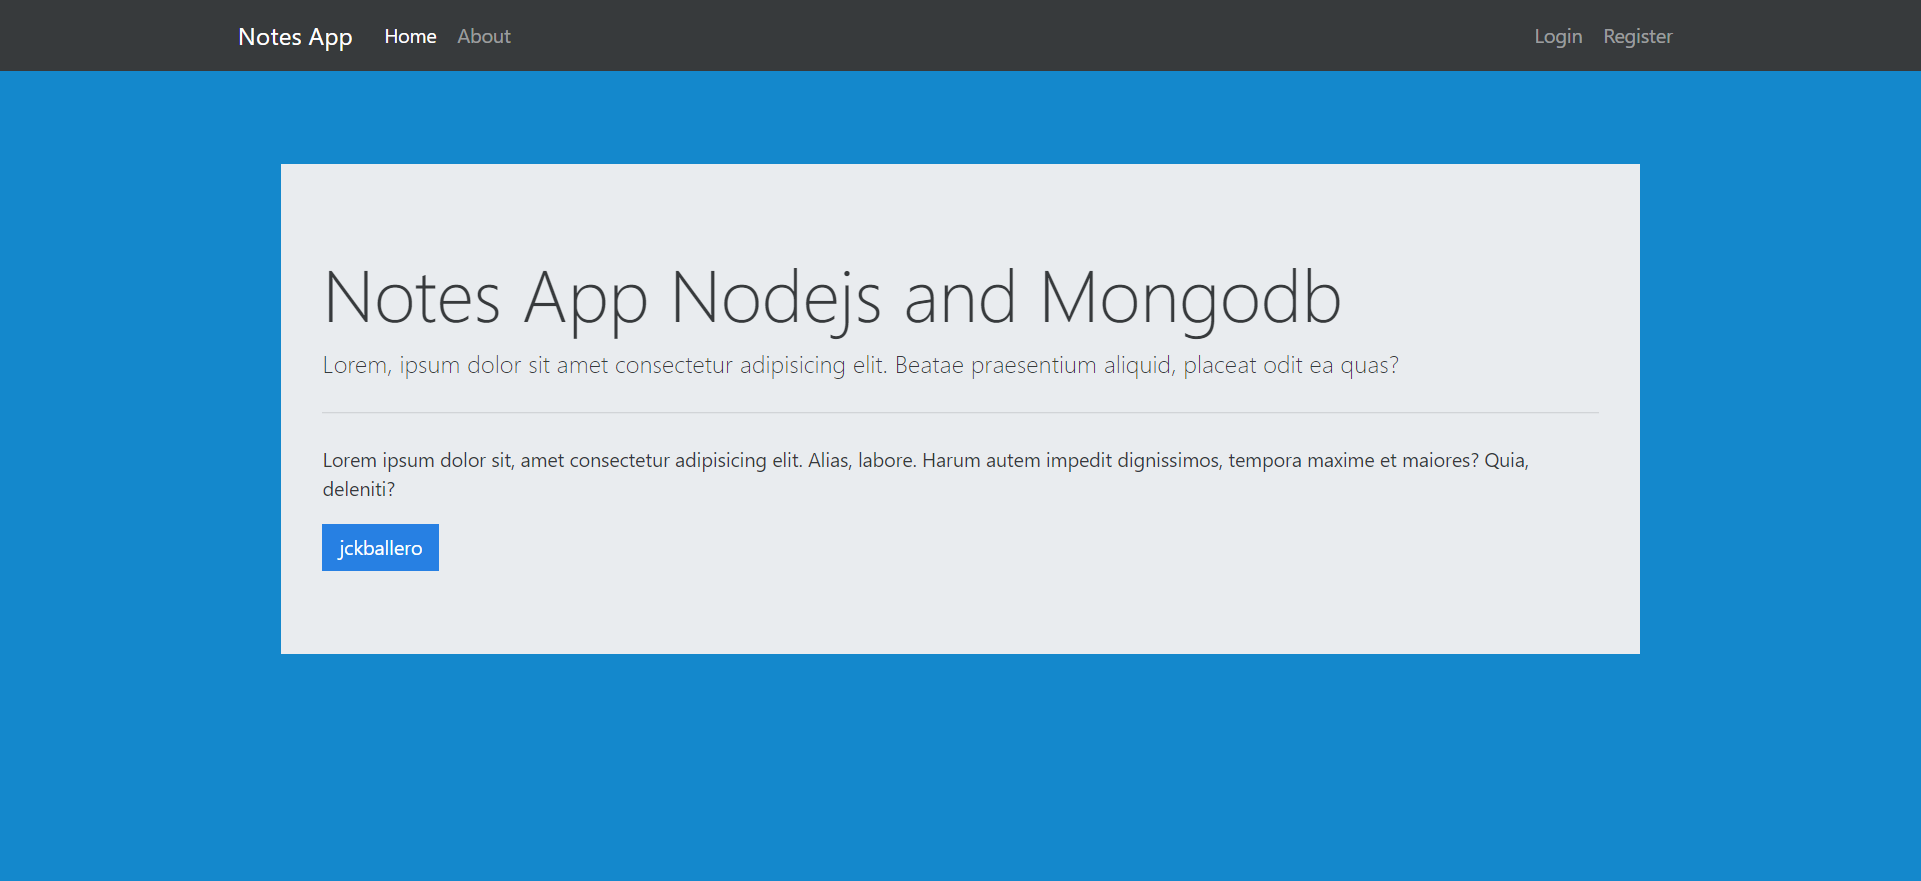 Notes App Home About Login Register
Notes App Nodejs and Mongodb
Lorem, ipsum dolor sit amet consectetur adipisicing elit. Beatae praesentium aliquid, placeat odit ea quas?
Lorem ipsum dolor sit, amet consectetur adipisicing elit. Alias, labore. Harum autem impedit dignissimos, tempora maxime et maiores? Quia,
deleniti?
jckballero